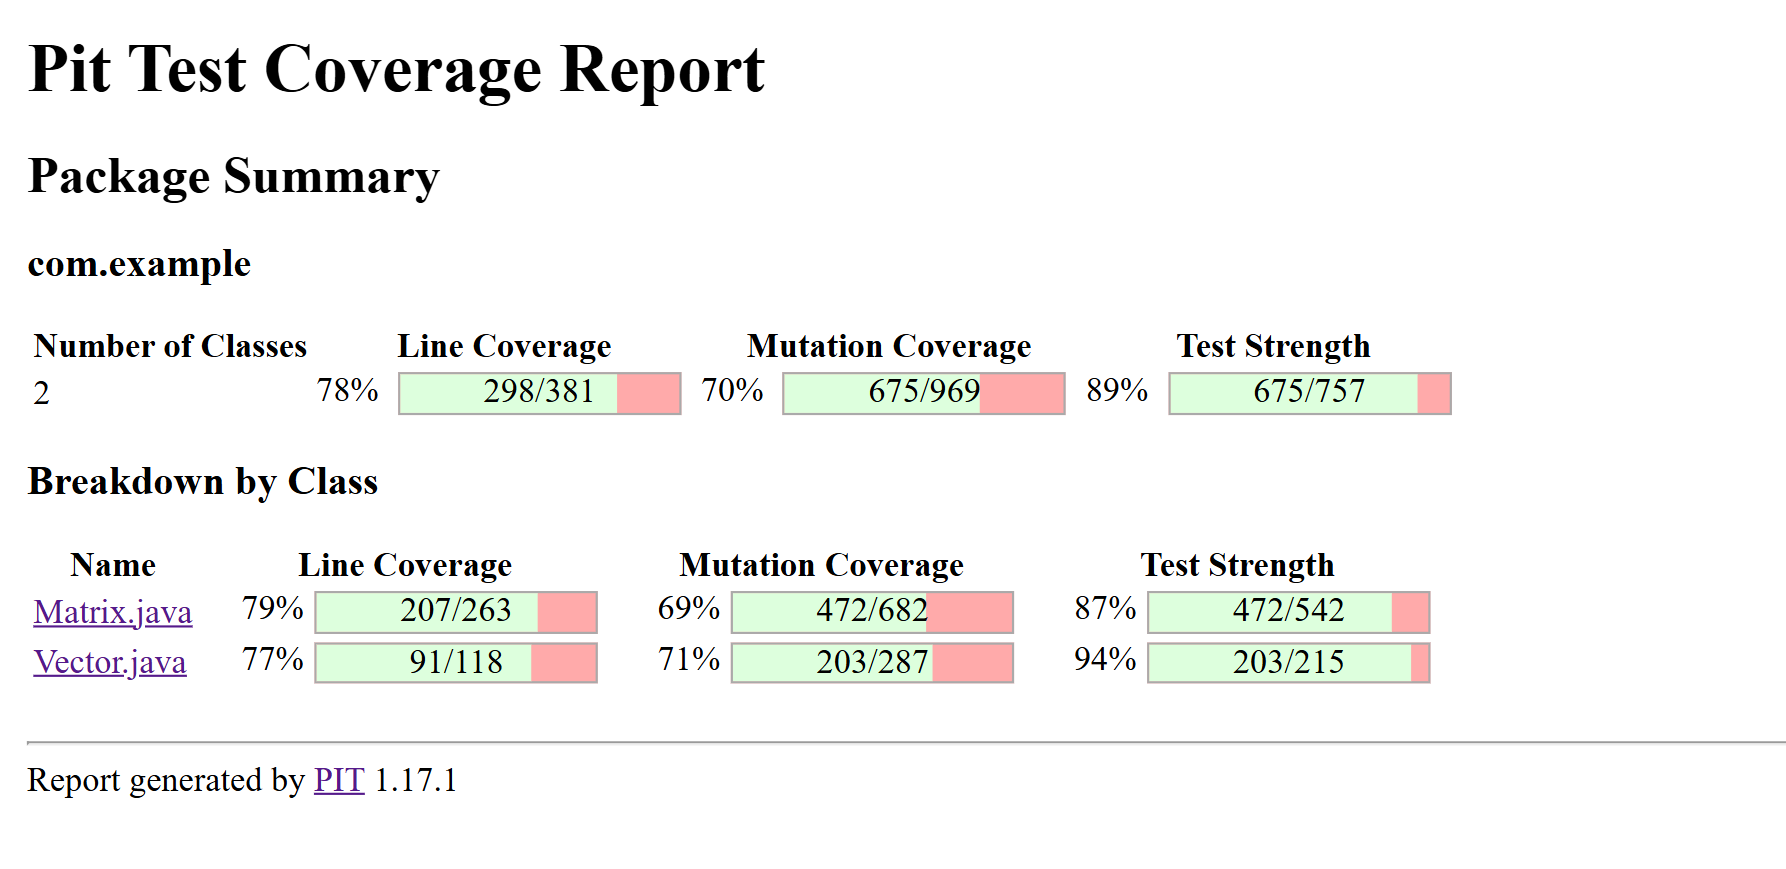 Pit Test Coverage Report
Package Summary
com.example
Number of Classes Line Coverage Mutation Coverage Test Strength
2 78% 298/381 70% 675/969 89% 675/757
Breakdown by Class
Name Line Coverage Mutation Coverage Test Strength
Matrix.java 79% 207/263 69% 472/682 87% 472/542
Vector.java 77% 91/118 71% 203/287 94% 203/215
Report generated by PIT 1.17.1